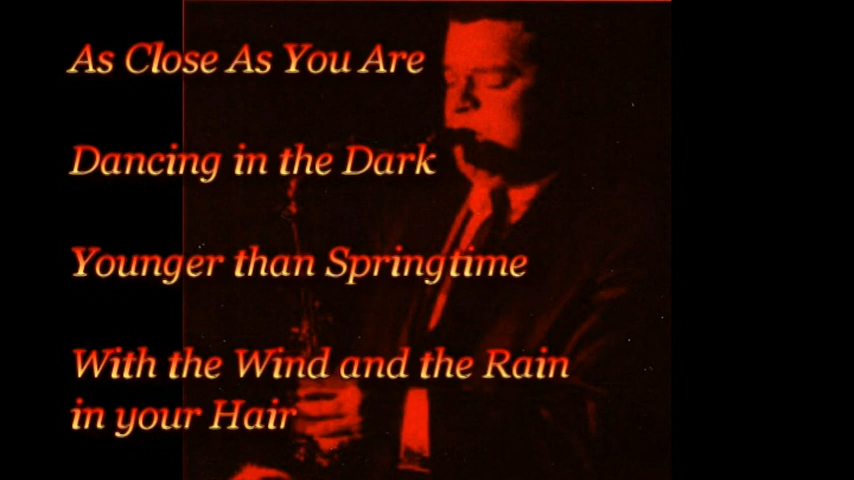 As Close As You Are
Dancing in the Dark
Younger than Springtime
With the Wind and the Rain
in your Hair